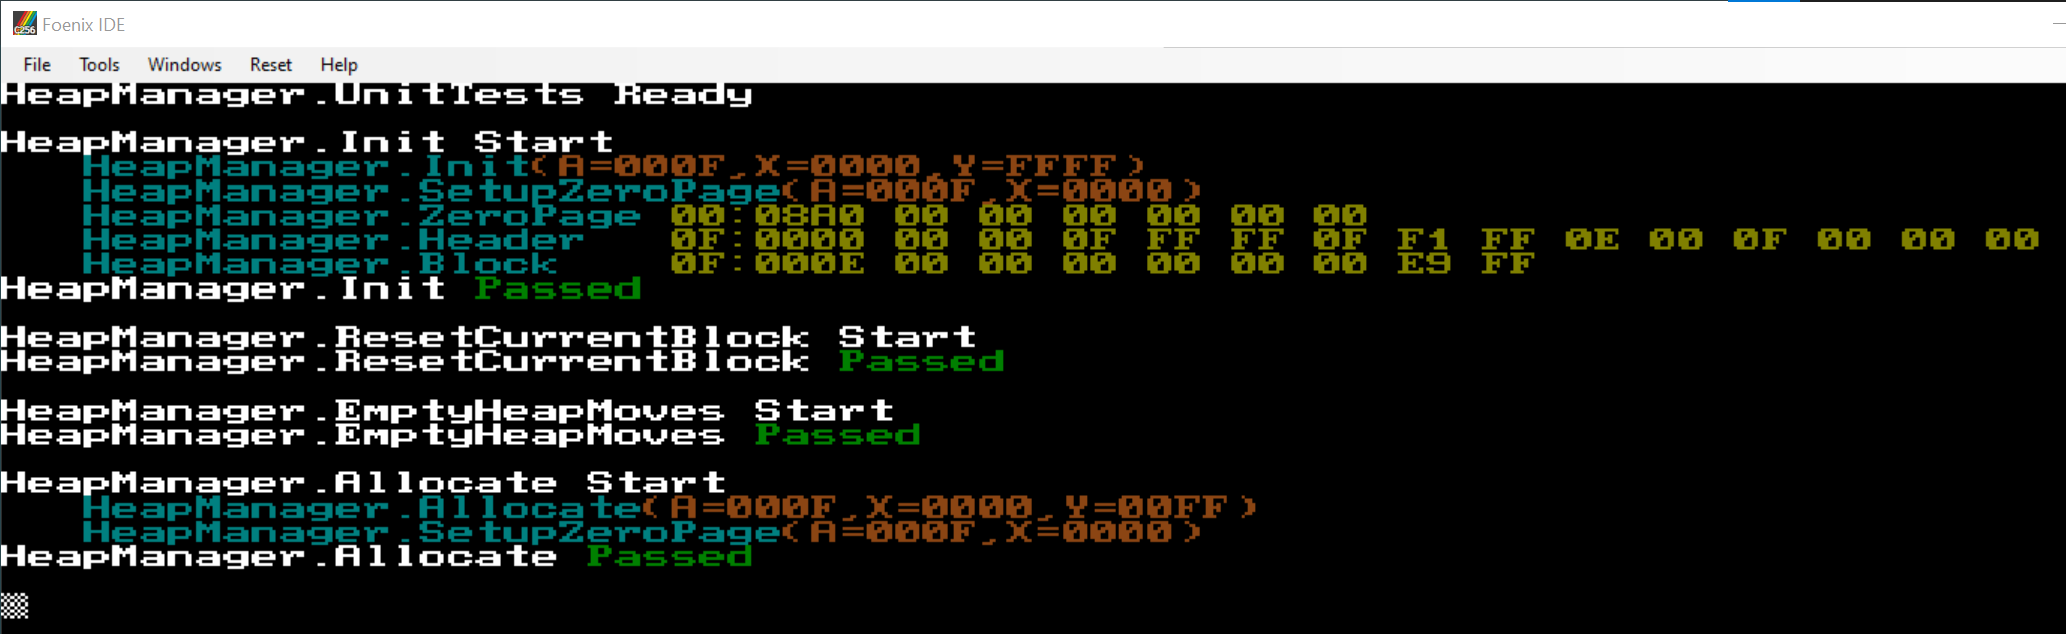 C256 Foenix IDE
File Tools Windows Reset Help
HeapManager.UnitTests Ready
HeapManager.Init Start
HeapManager.Init(A=000F,X=0000,Y=FFFF)
HeapManager.SetupZeroPage(A=000F,X=0000)
HeapManager.ZeroPage 00:08A0 00 00 00 00 00 00
HeapManager.Header 0F:0000 00 00 0F FF FF 0F F1 FF 0E 00 0F 00 00 00
HeapManager.Block 0F:000E 00 00 00 00 00 00 E9 FF
HeapManager.Init Passed
HeapManager.ResetCurrentBlock Start
HeapManager.ResetCurrentBlock Passed
HeapManager.EmptyHeapMoves Start
HeapManager.EmptyHeapMoves Passed
HeapManager.Allocate Start
HeapManager.Allocate(A=000F,X=0000,Y=00FF)
HeapManager.SetupZeroPage(A=000F,X=0000)
HeapManager.Allocate Passed